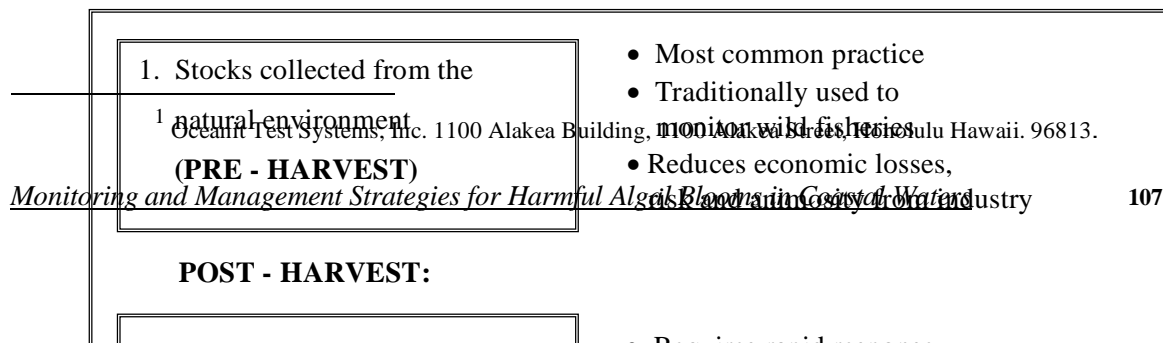 1. Stocks collected from the
natural environment
(PRE - HARVEST)
• Most common practice
• Traditionally used to
monitor wild fisheries
• Reduces economic losses,
risk and animosity from industry
1 Oceanit Test Systems, Inc. 1100 Alakea Building, 1100 Alakea Street, Honolulu Hawaii. 96813.
Monitoring and Management Strategies for Harmful Algal Blooms in Coastal Waters 107
POST - HARVEST: